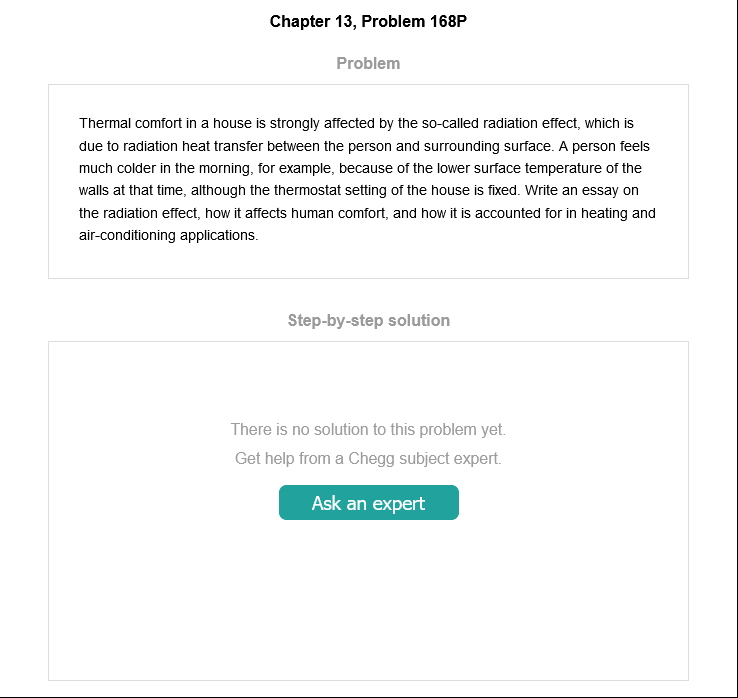 Chapter 13, Problem 168P
Problem
Thermal comfort in a house is strongly affected by the so-called radiation effect, which is
due to radiation heat transfer between the person and surrounding surface. A person feels
much colder in the morning, for example, because of the lower surface temperature of the
walls at that time, although the thermostat setting of the house is fixed. Write an essay on
the radiation effect, how it affects human comfort, and how it is accounted for in heating and
air-conditioning applications.
Step-by-step solution
There is no solution to this problem yet.
Get help from a Chegg subject expert.
Ask an expert